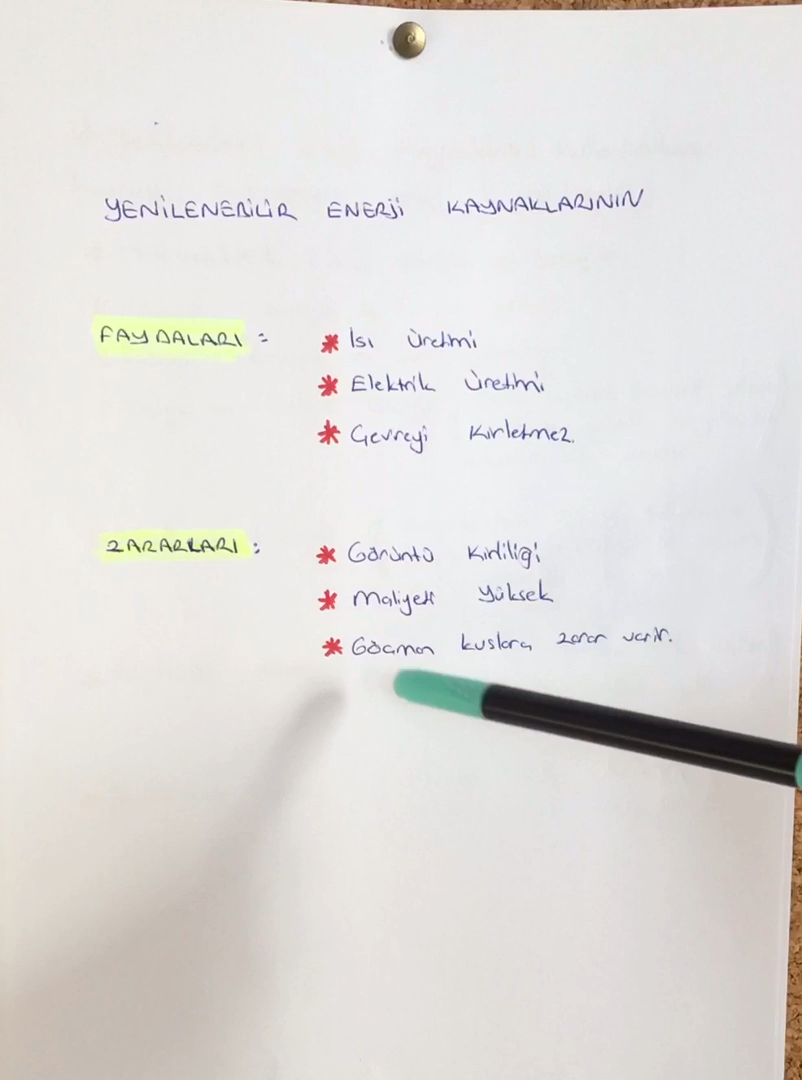 YENİLENEBİLİR ENERJİ KAYNAKLARININ
FAYDALARI : * Isı Üretimi
* Elektrik Üretimi
* Çevreyi Kirletmez.
ZARARLARI : * Görüntü Kirliliği
* Maliyeti Yüksek
* Göçmen kuslara zarar verir.